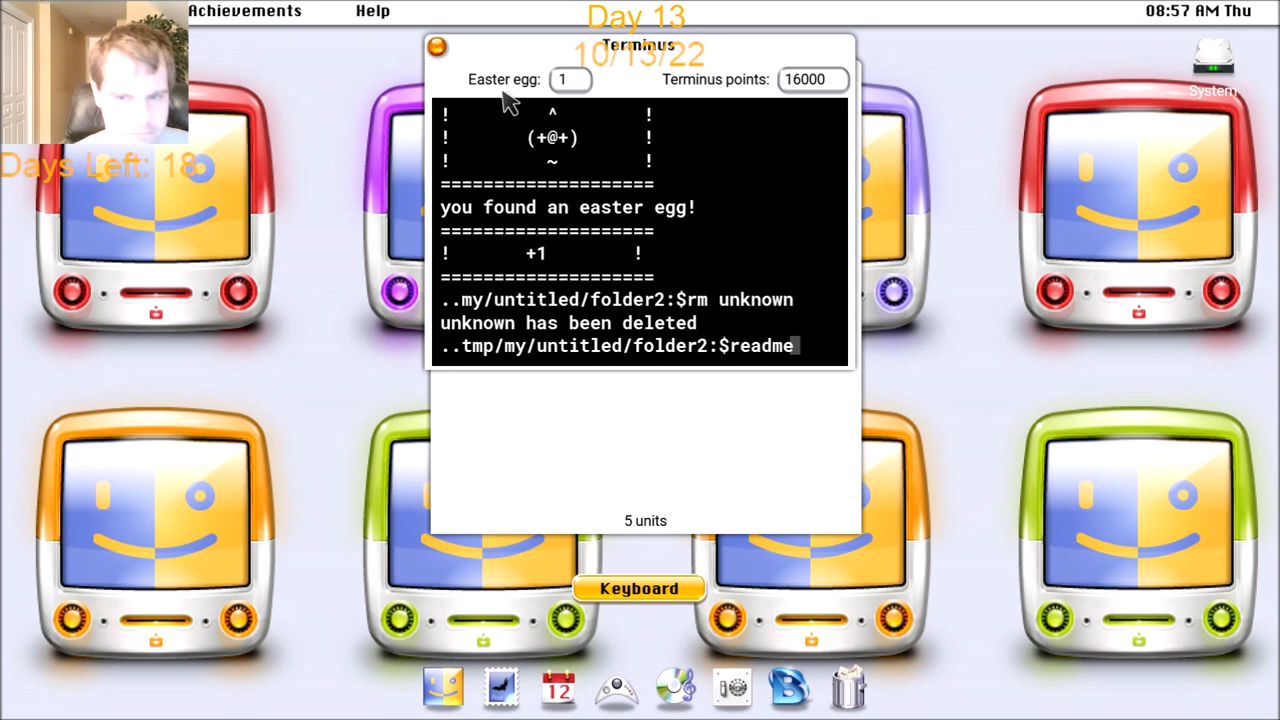 Achievements Help 08:57 AM Thu
Day 13
10/13/22
Terminus
Easter egg: 1 Terminus points: 16000
System
! ^ !
! (+@+) !
! ~ !
====================
you found an easter egg!
====================
! +1 !
====================
..my/untitled/folder2:$rm unknown
unknown has been deleted
..tmp/my/untitled/folder2:$readme
Days Left: 18
5 units
Keyboard
12